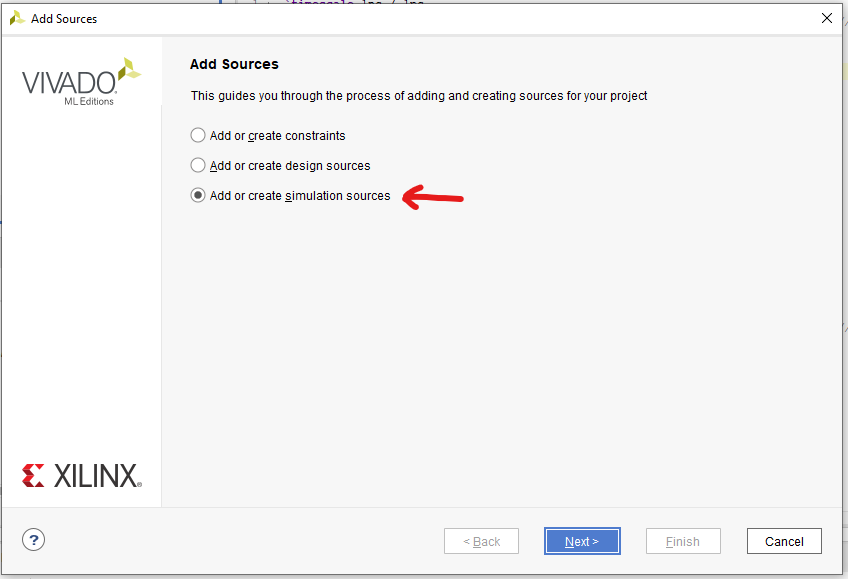 Add Sources
VIVADO
ML Editions
Add Sources
This guides you through the process of adding and creating sources for your project
Add or create constraints
Add or create design sources
Add or create simulation sources
XILINX
?
< Back
Next >
Finish
Cancel